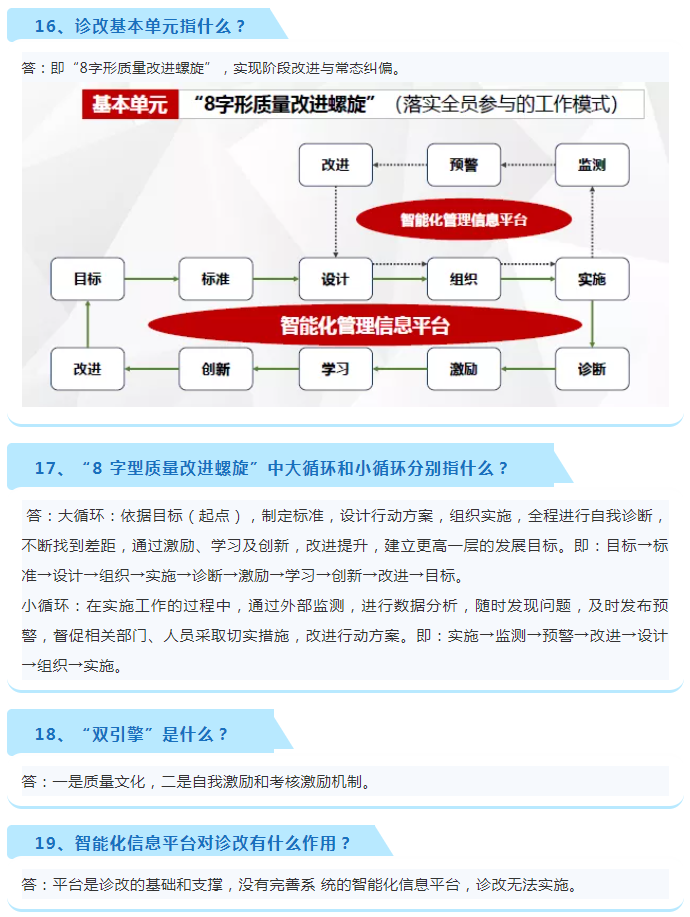 16、诊改基本单元指什么？
答：即“8字形质量改进螺旋”，实现阶段改进与常态纠偏。
基本单元 “8字形质量改进螺旋”（落实全员参与的工作模式）
改进 预警 监测
智能化管理信息平台
目标 标准 设计 组织 实施
智能化管理信息平台
改进 创新 学习 激励 诊断
17、“8 字型质量改进螺旋”中大循环和小循环分别指什么？
答：大循环：依据目标（起点），制定标准，设计行动方案，组织实施，全程进行自我诊断，
不断找到差距，通过激励、学习及创新，改进提升，建立更高一层的发展目标。即：目标→标
准→设计→组织→实施→诊断→激励→学习→创新→改进→目标。
小循环：在实施工作的过程中，通过外部监测，进行数据分析，随时发现问题，及时发布预
警，督促相关部门、人员采取切实措施，改进行动方案。即：实施→监测→预警→改进→设计
→组织→实施。
18、“双引擎”是什么？
答：一是质量文化，二是自我激励和考核激励机制。
19、智能化信息平台对诊改有什么作用？
答：平台是诊改的基础和支撑，没有完善系 统的智能化信息平台，诊改无法实施。